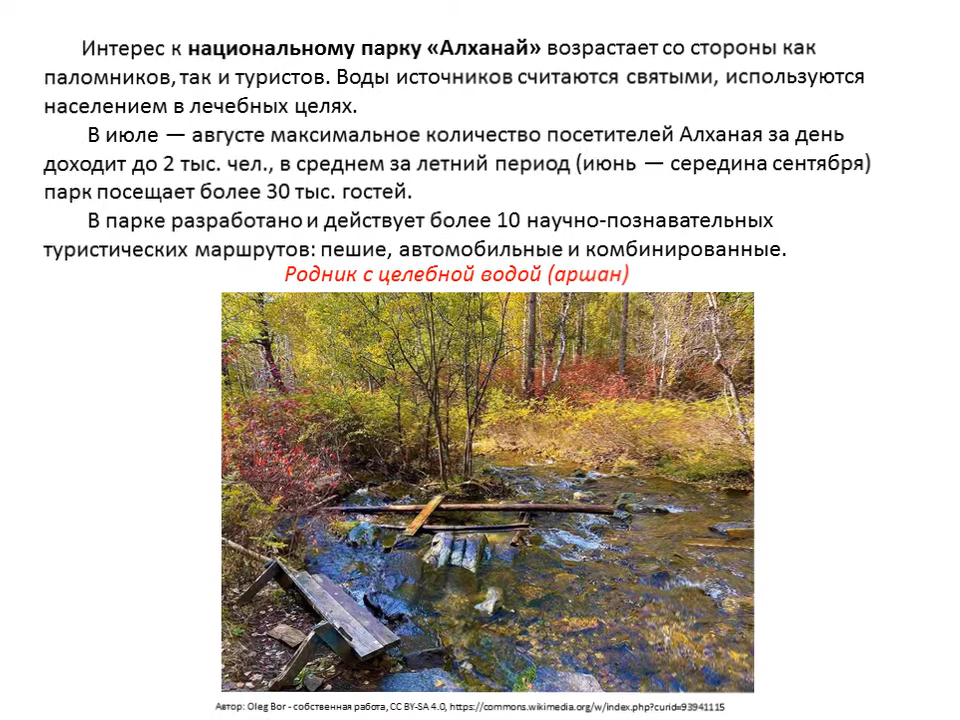 Интерес к национальному парку «Алханай» возрастает со стороны как
паломников, так и туристов. Воды источников считаются святыми, используются
населением в лечебных целях.
В июле — августе максимальное количество посетителей Алханая за день
доходит до 2 тыс. чел., в среднем за летний период (июнь — середина сентября)
парк посещает более 30 тыс. гостей.
В парке разработано и действует более 10 научно-познавательных
туристических маршрутов: пешие, автомобильные и комбинированные.
Родник с целебной водой (аршан)
Автор: Oleg Bor - собственная работа, CC BY-SA 4.0, https://commons.wikimedia.org/w/index.php?curid=93941115